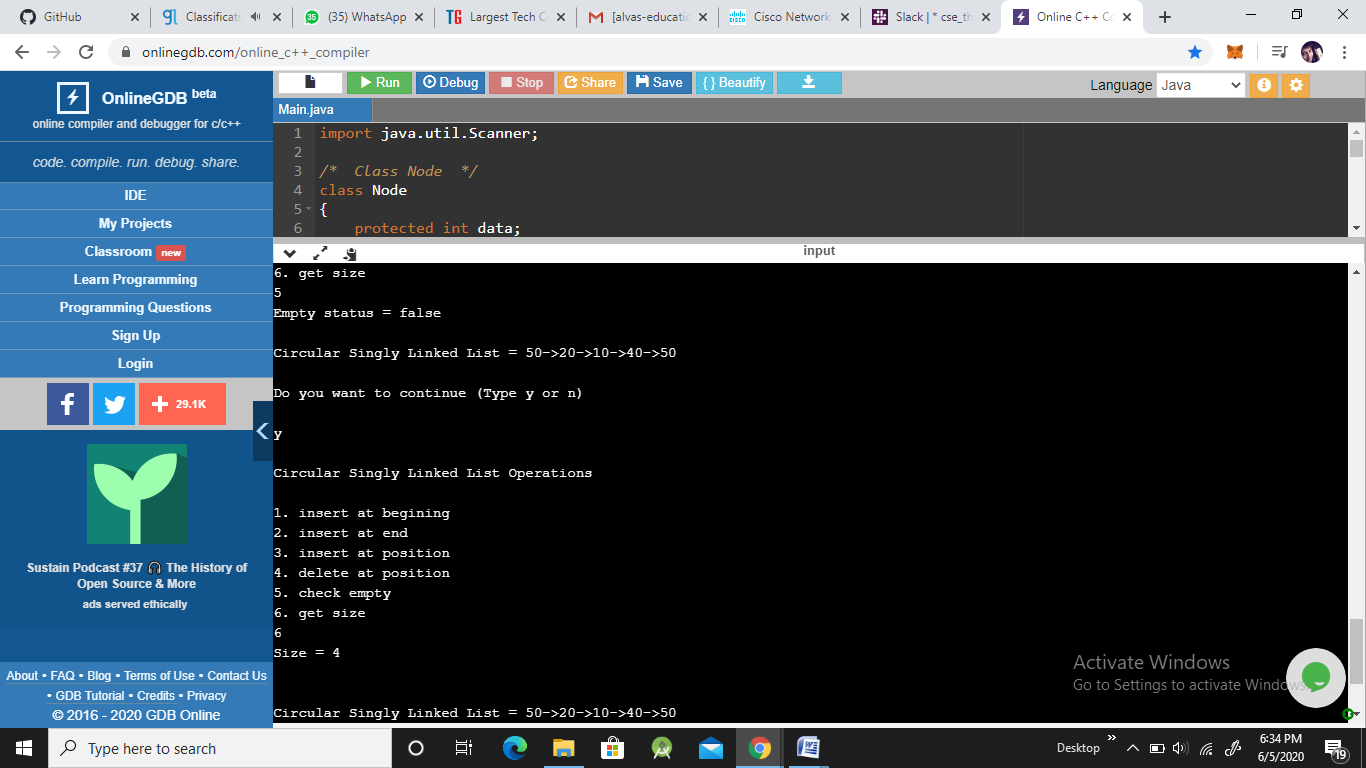 GitHub
Classificati
(35) WhatsApp
Largest Tech C
[alvas-educatic
Cisco Network
Slack | * cse_th
Online C++ Co
onlinegdb.com/online_c++_compiler
OnlineGDB beta
online compiler and debugger for c/c++
code. compile. run. debug. share.
IDE
My Projects
Classroom new
Learn Programming
Programming Questions
Sign Up
Login
29.1K
Sustain Podcast #37 🎧 The History of
Open Source & More
ads served ethically
About • FAQ • Blog • Terms of Use • Contact Us
• GDB Tutorial • Credits • Privacy
© 2016 - 2020 GDB Online
Run
Debug
Stop
Share
Save
{ } Beautify
Language Java
Main.java
1 import java.util.Scanner;
2
3 /*  Class Node  */
4 class Node
5 {
6     protected int data;
input
6. get size
5
Empty status = false
Circular Singly Linked List = 50->20->10->40->50
Do you want to continue (Type y or n)
y
Circular Singly Linked List Operations
1. insert at begining
2. insert at end
3. insert at position
4. delete at position
5. check empty
6. get size
6
Size = 4
Circular Singly Linked List = 50->20->10->40->50
Activate Windows
Go to Settings to activate Windows.
Type here to search
Desktop
6:34 PM
6/5/2020
19